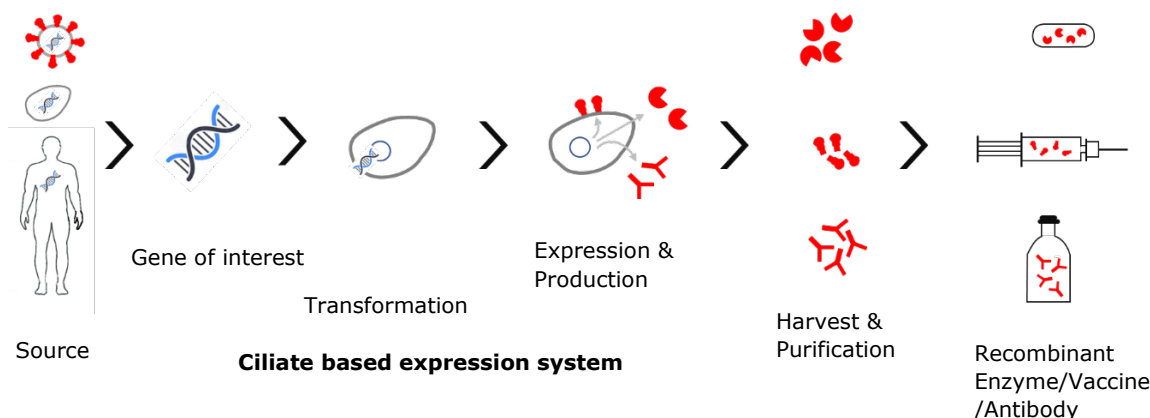 Source
Gene of interest
Transformation
Ciliate based expression system
Expression &
Production
Harvest &
Purification
Recombinant
Enzyme/Vaccine
/Antibody